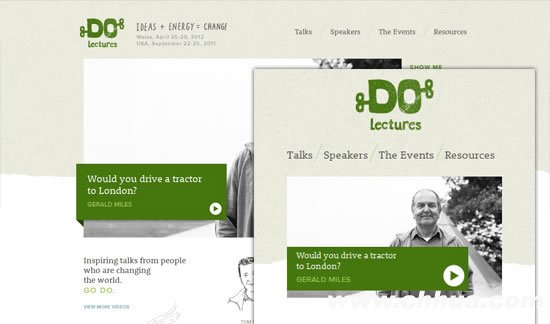 DO
Lectures
IDEAS + ENERGY = CHANGE
Wales, April 25-29, 2012
USA, September 22-25, 2011
Talks / Speakers / The Events / Resources
SHOW ME
Would you drive a tractor
to London?
GERALD MILES
Inspiring talks from people
who are changing
the world.
GO DO.
VIEW MORE VIDEOS
DO
Lectures
Talks / Speakers / The Events / Resources
Would you drive a tractor
to London?
GERALD MILES